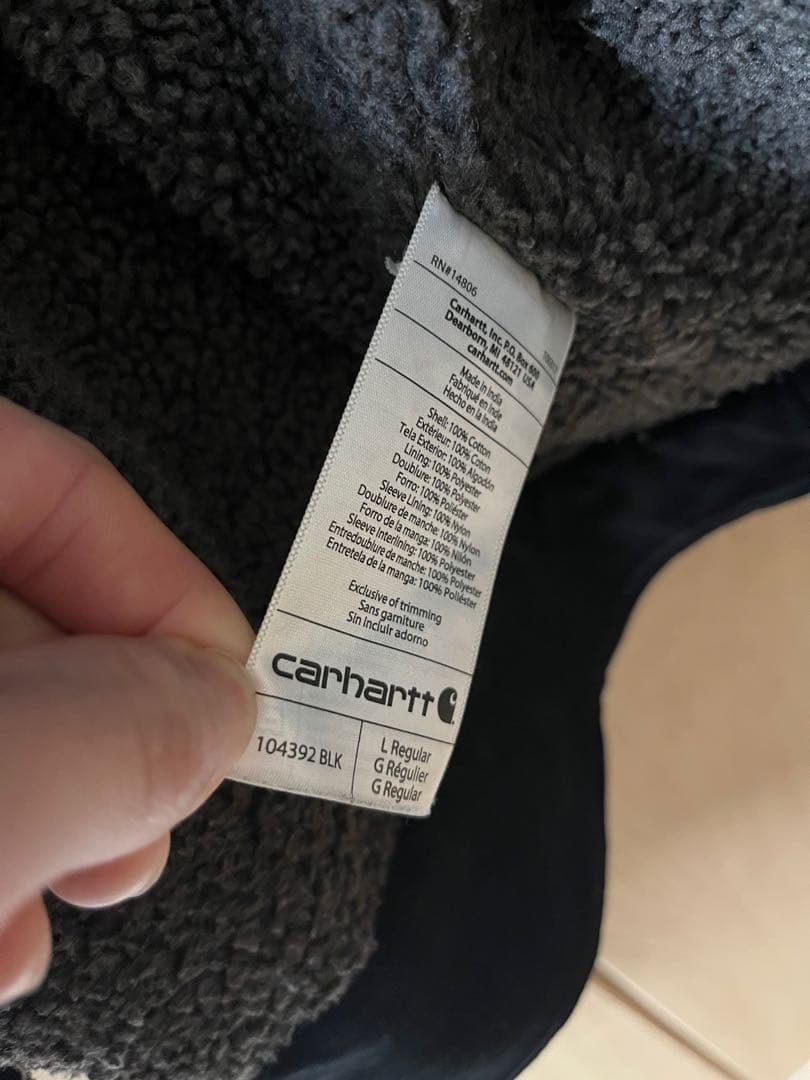 RN#14806
Carhartt, Inc. P.O. Box 600
Dearborn, MI 48121 USA
carhartt.com
Made in India
Fabriqué en Inde
Hecho en la India
Shell: 100% Cotton
Extérieur: 100% Coton
Tela Exterior: 100% Algodón
Lining: 100% Polyester
Doublure: 100% Polyester
Forro: 100% Poliéster
Sleeve Lining: 100% Nylon
Doublure de manche: 100% Nylon
Forro de la manga: 100% Nilón
Sleeve Interlining: 100% Polyester
Entredoublure de manche: 100% Polyester
Entretela de la manga: 100% Poliéster
Exclusive of trimming
Sans garniture
Sin Incluir adorno
carhartt
104392 BLK
L Regular
G Régulier
G Regular